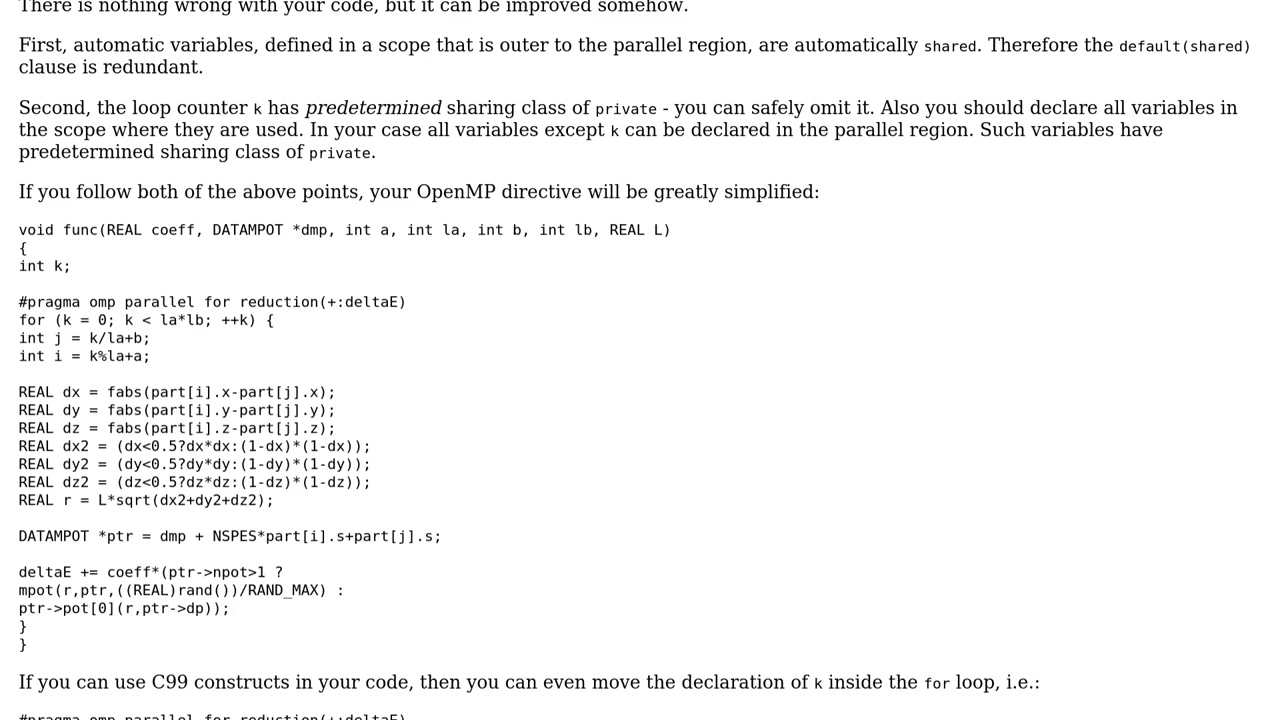 There is nothing wrong with your code, but it can be improved somehow.
First, automatic variables, defined in a scope that is outer to the parallel region, are automatically shared. Therefore the default(shared)
clause is redundant.
Second, the loop counter k has predetermined sharing class of private - you can safely omit it. Also you should declare all variables in
the scope where they are used. In your case all variables except k can be declared in the parallel region. Such variables have
predetermined sharing class of private.
If you follow both of the above points, your OpenMP directive will be greatly simplified:
void func(REAL coeff, DATAMPOT *dmp, int a, int la, int b, int lb, REAL L)
{
int k;
#pragma omp parallel for reduction(+:deltaE)
for (k = 0; k < la*lb; ++k) {
int j = k/la+b;
int i = k%la+a;
REAL dx = fabs(part[i].x-part[j].x);
REAL dy = fabs(part[i].y-part[j].y);
REAL dz = fabs(part[i].z-part[j].z);
REAL dx2 = (dx<0.5?dx*dx:(1-dx)*(1-dx));
REAL dy2 = (dy<0.5?dy*dy:(1-dy)*(1-dy));
REAL dz2 = (dz<0.5?dz*dz:(1-dz)*(1-dz));
REAL r = L*sqrt(dx2+dy2+dz2);
DATAMPOT *ptr = dmp + NSPES*part[i].s+part[j].s;
deltaE += coeff*(ptr->npot>1 ?
mpot(r,ptr,((REAL)rand())/RAND_MAX) :
ptr->pot[0](r,ptr->dp));
}
}
If you can use C99 constructs in your code, then you can even move the declaration of k inside the for loop, i.e.:
#pragma omp parallel for reduction(+:deltaE)